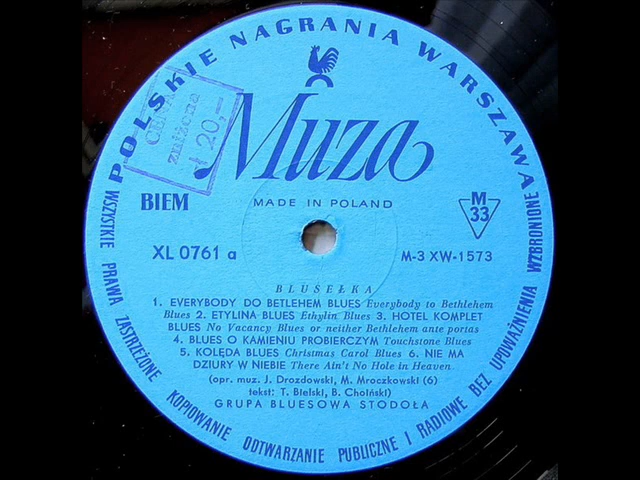 POLSKIE NAGRANIA WARSZAWA
Muza
CENA
zniżona
zł 20,—
BIEM
MADE IN POLAND
M
33
XL 0761 a
M-3 XW-1573
BLUSEŁKA
1. EVERYBODY DO BETLEHEM BLUES Everybody to Bethlehem
Blues 2. ETYLINA BLUES Ethylin Blues 3. HOTEL KOMPLET
BLUES No Vacancy Blues or neither Bethlehem ante portas
4. BLUES O KAMIENIU PROBIERCZYM Touchstone Blues
5. KOLĘDA BLUES Christmas Carol Blues 6. NIE MA
DZIURY W NIEBIE There Ain't No Hole in Heaven
(opr. muz. J. Drozdowski, M. Mroczkowski (6)
tekst: T. Bielski, B. Choiński)
GRUPA BLUESOWA STODOŁA
WSZYSTKIE PRAWA ZASTRZEŻONE KOPIOWANIE ODTWARZANIE PUBLICZNE I RADIOWE BEZ UPOWAŻNIENIA WZBRONIONE